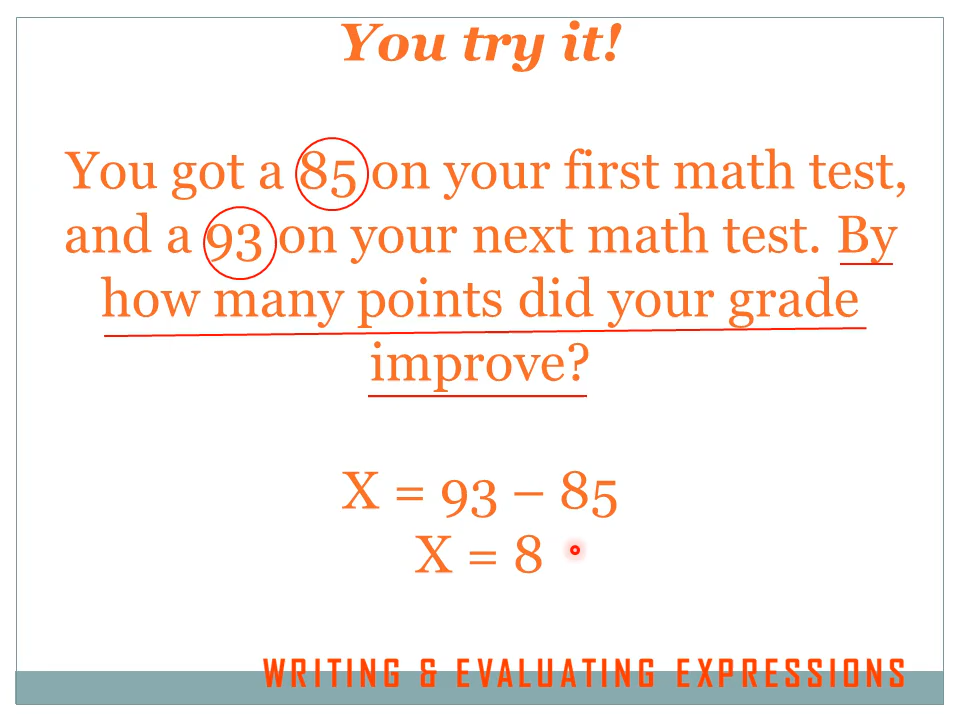 You try it!
You got a 85 on your first math test,
and a 93 on your next math test. By
how many points did your grade
improve?
X = 93 – 85
X = 8
WRITING & EVALUATING EXPRESSIONS